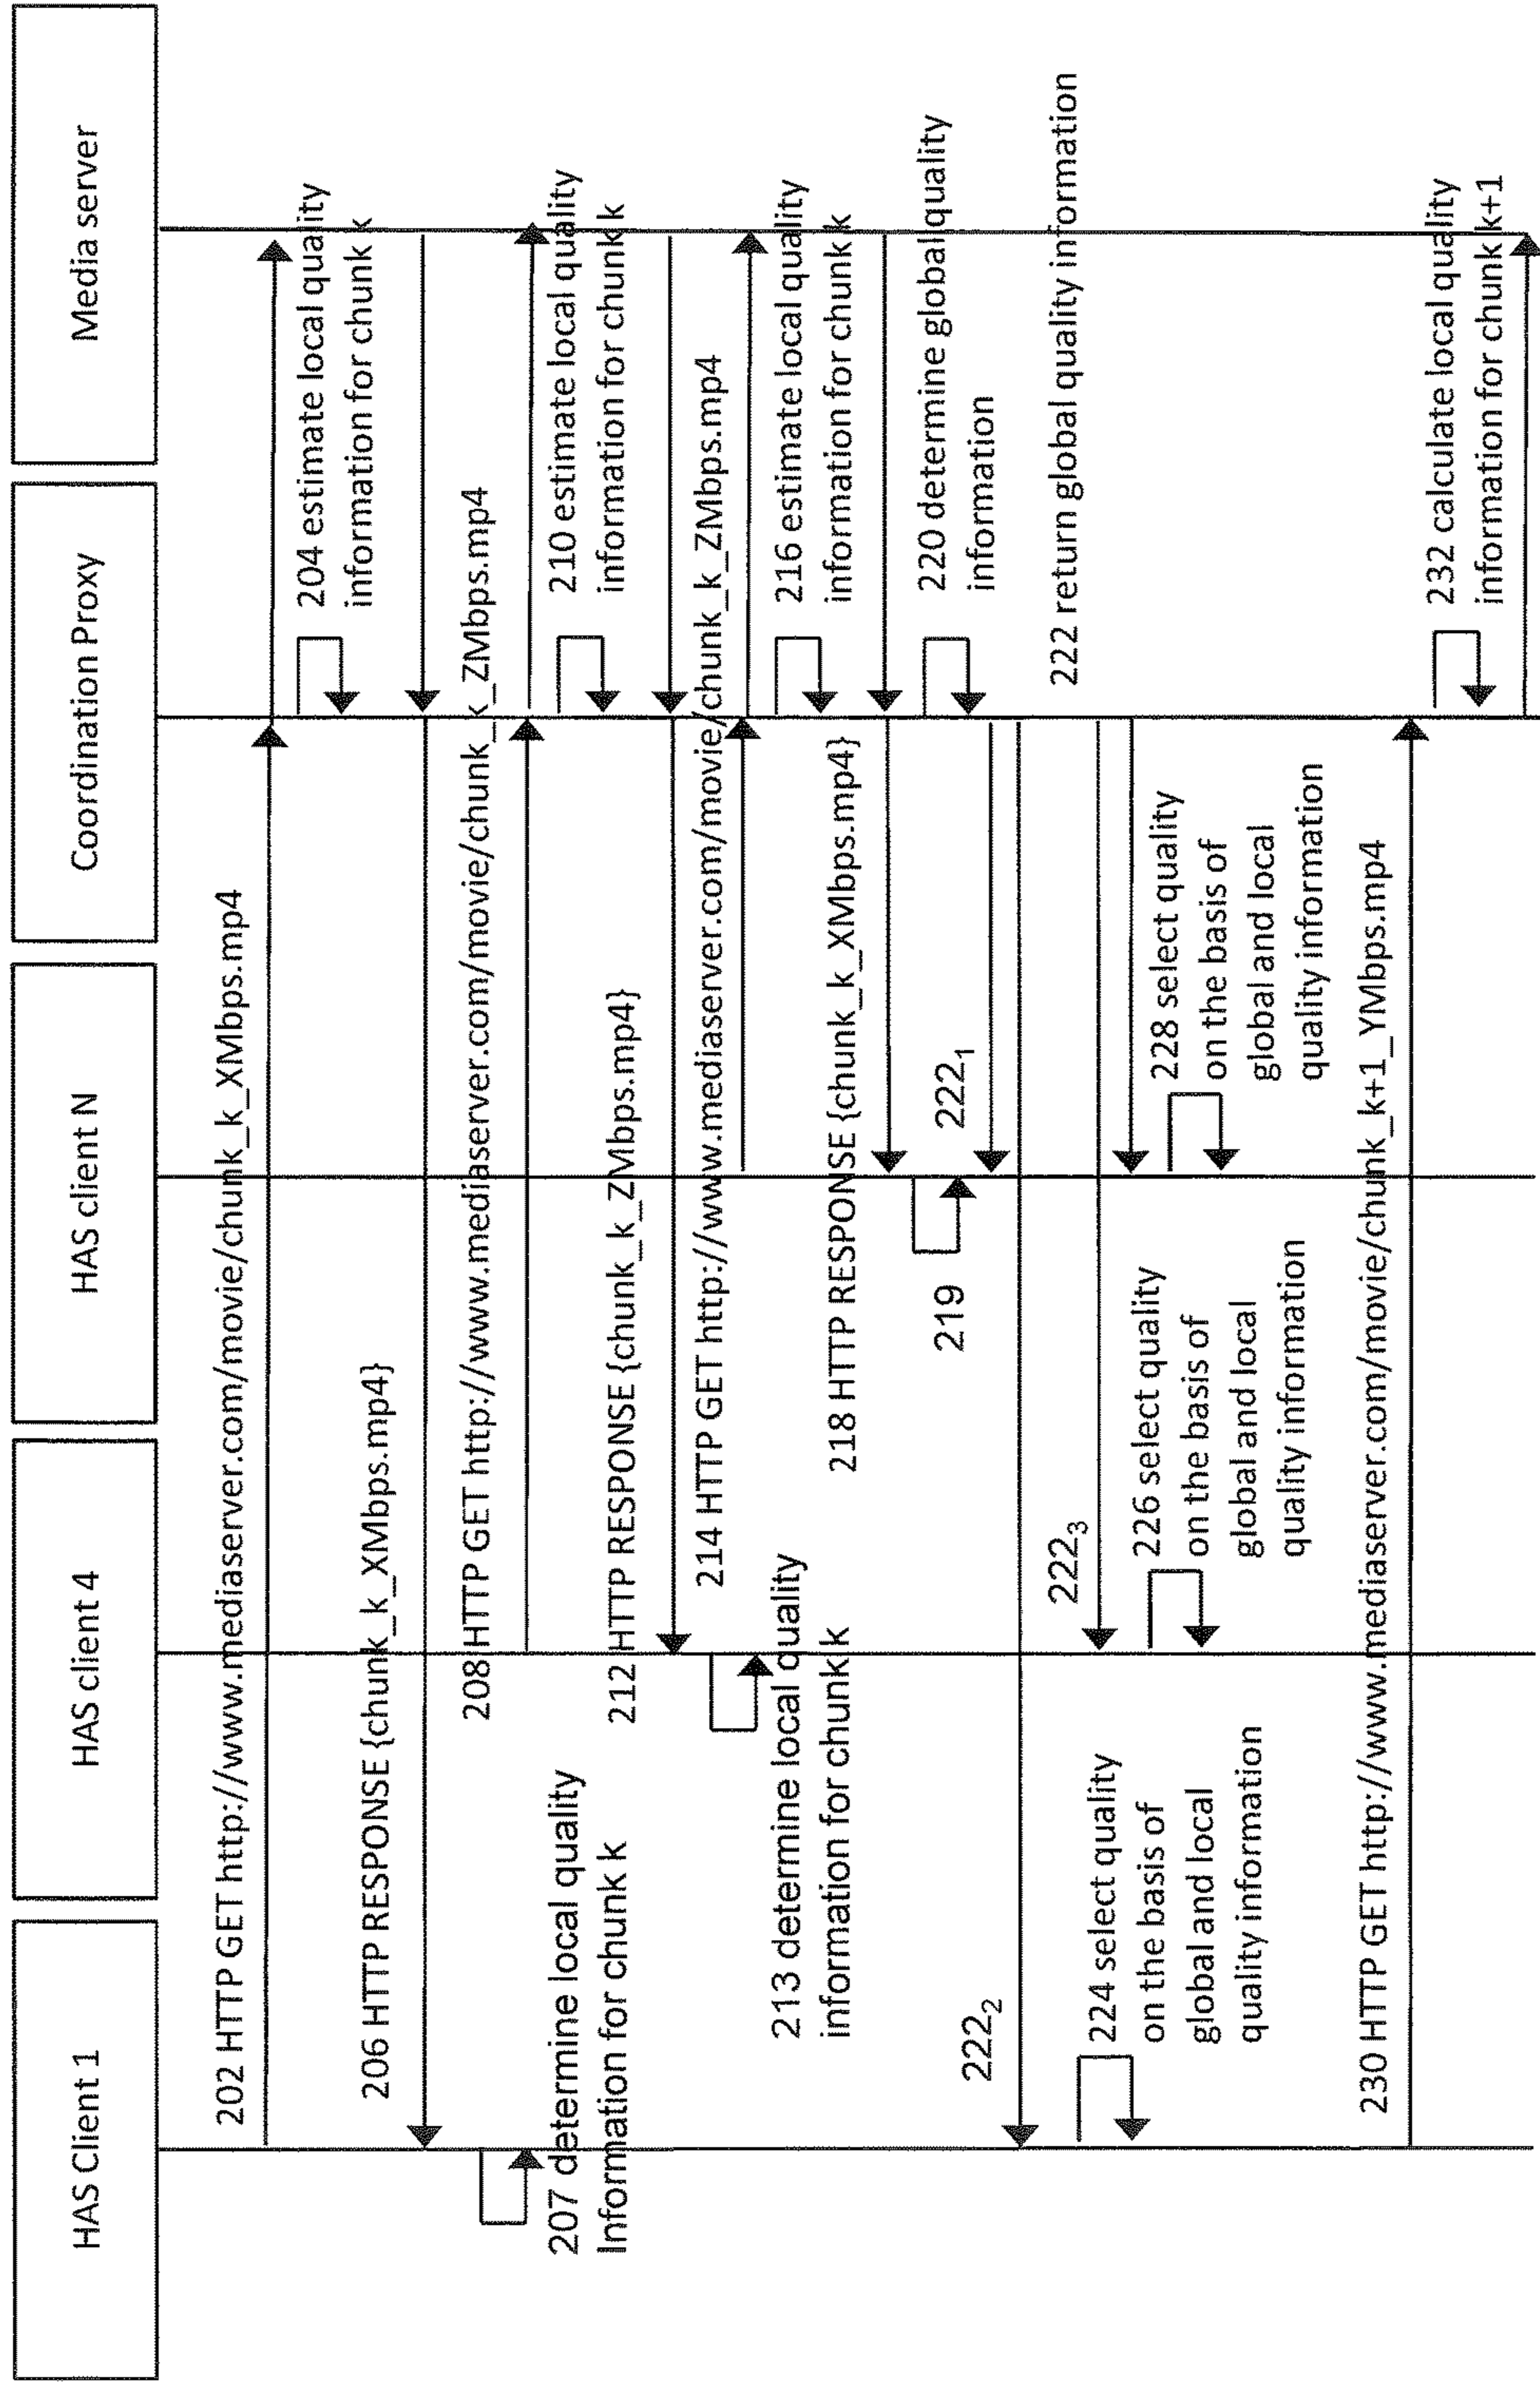 HAS Client 1
HAS client 4
HAS client N
Coordination Proxy
Media server
202 HTTP GET http://www.mediaserver.com/movie/chunk_k_XMbps.mp4
204 estimate local quality
information for chunk k
206 HTTP RESPONSE {chunk_k_XMbps.mp4}
207 determine local quality
Information for chunk k
208 HTTP GET http://www.mediaserver.com/movie/chunk_k_ZMbps.mp4
210 estimate local quality
information for chunk k
212 HTTP RESPONSE {chunk_k_ZMbps.mp4}
213 determine local quality
information for chunk k
214 HTTP GET http://www.mediaserver.com/movie/chunk_k_ZMbps.mp4
216 estimate local quality
information for chunk k
218 HTTP RESPONSE {chunk_k_XMbps.mp4}
219
220 determine global quality
information
222 return global quality information
222₁
222₂
222₃
224 select quality
on the basis of
global and local
quality information
226 select quality
on the basis of
global and local
quality information
228 select quality
on the basis of
global and local
quality information
230 HTTP GET http://www.mediaserver.com/movie/chunk_k+1_YMbps.mp4
232 calculate local quality
information for chunk k+1